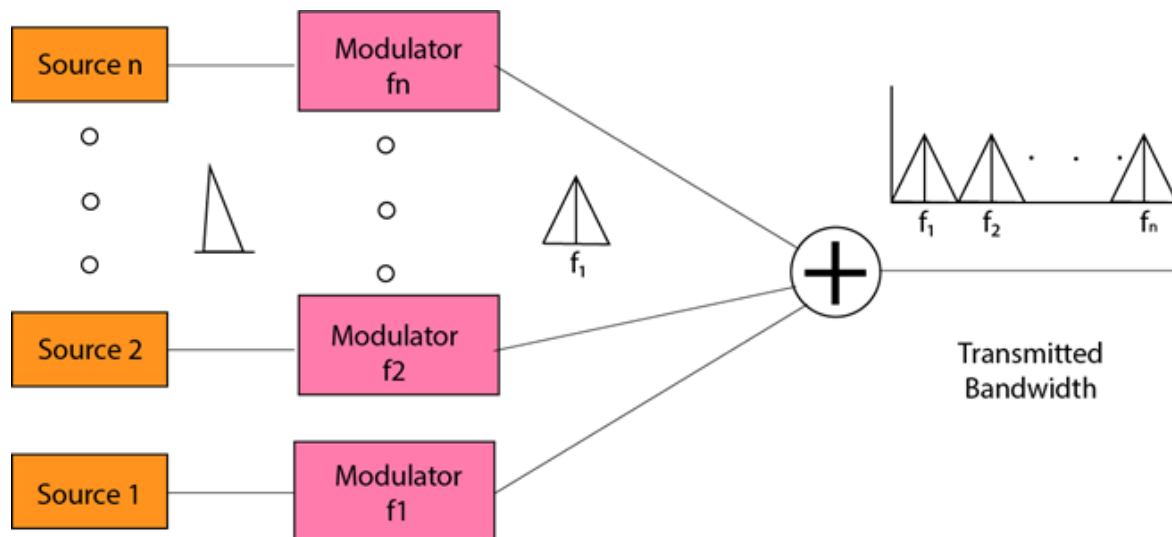 Source n
Modulator
fn
f₁
f₂
fₙ
f₁
Source 2
Modulator
f2
Transmitted
Bandwidth
Source 1
Modulator
f1